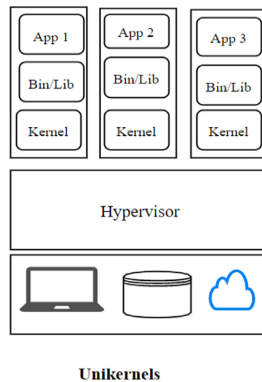 App 1
App 2
App 3
Bin/Lib
Bin/Lib
Bin/Lib
Kernel
Kernel
Kernel
Hypervisor
Unikernels